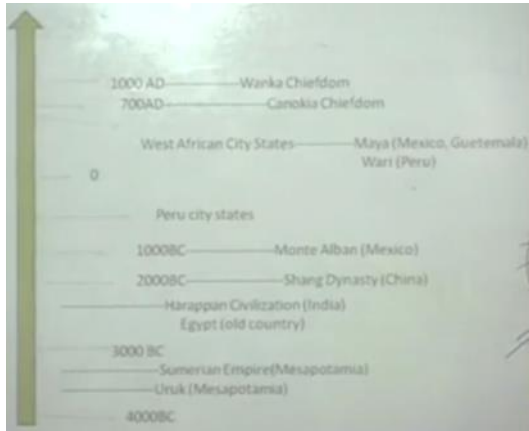 1000 AD Wanka Chiefdom
700AD Canokia Chiefdom
West African City States Maya (Mexico, Guetemala)
Wari (Peru)
0
Peru city states
1000BC Monte Alban (Mexico)
2000BC Shang Dynasty (China)
Harappan Civilization (India)
Egypt (old country)
3000 BC
Sumerian Empire(Mesapotamia)
Uruk (Mesapotamia)
4000BC